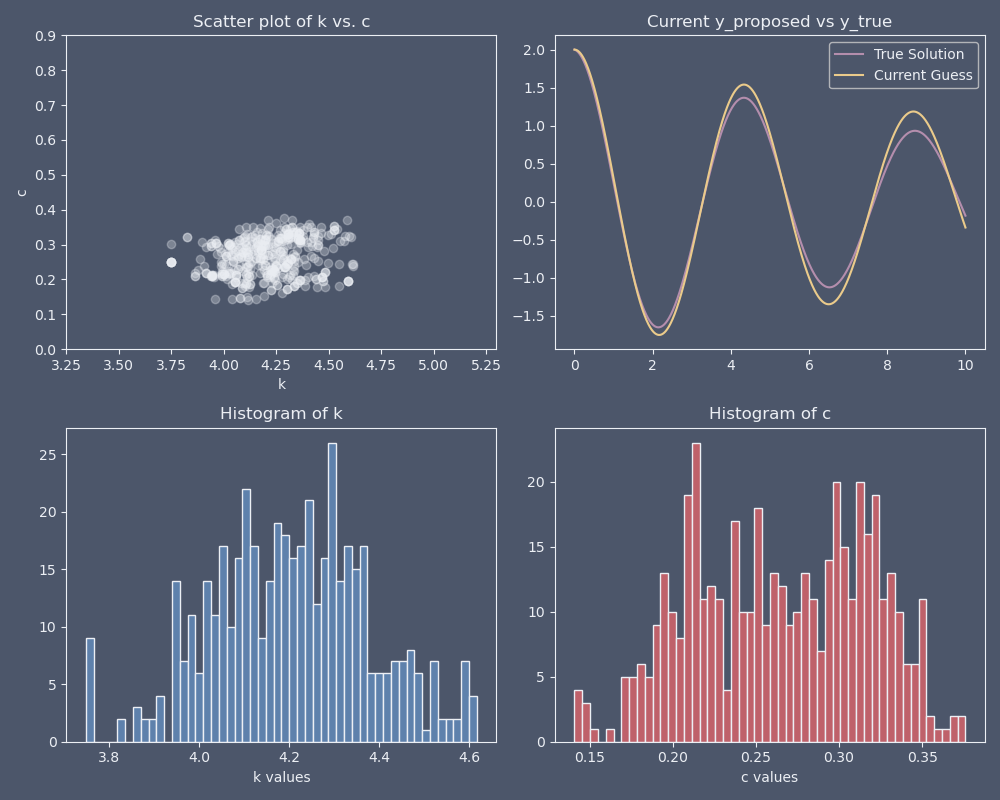 Scatter plot of k vs. c
0.9
0.8
0.7
0.6
0.5
0.4
0.3
0.2
0.1
0.0
c
3.25 3.50 3.75 4.00 4.25 4.50 4.75 5.00 5.25
k
Current y_proposed vs y_true
True Solution
Current Guess
2.0
1.5
1.0
0.5
0.0
−0.5
−1.0
−1.5
0 2 4 6 8 10
Histogram of k
25
20
15
10
5
0
3.8 4.0 4.2 4.4 4.6
k values
Histogram of c
20
15
10
5
0
0.15 0.20 0.25 0.30 0.35
c values